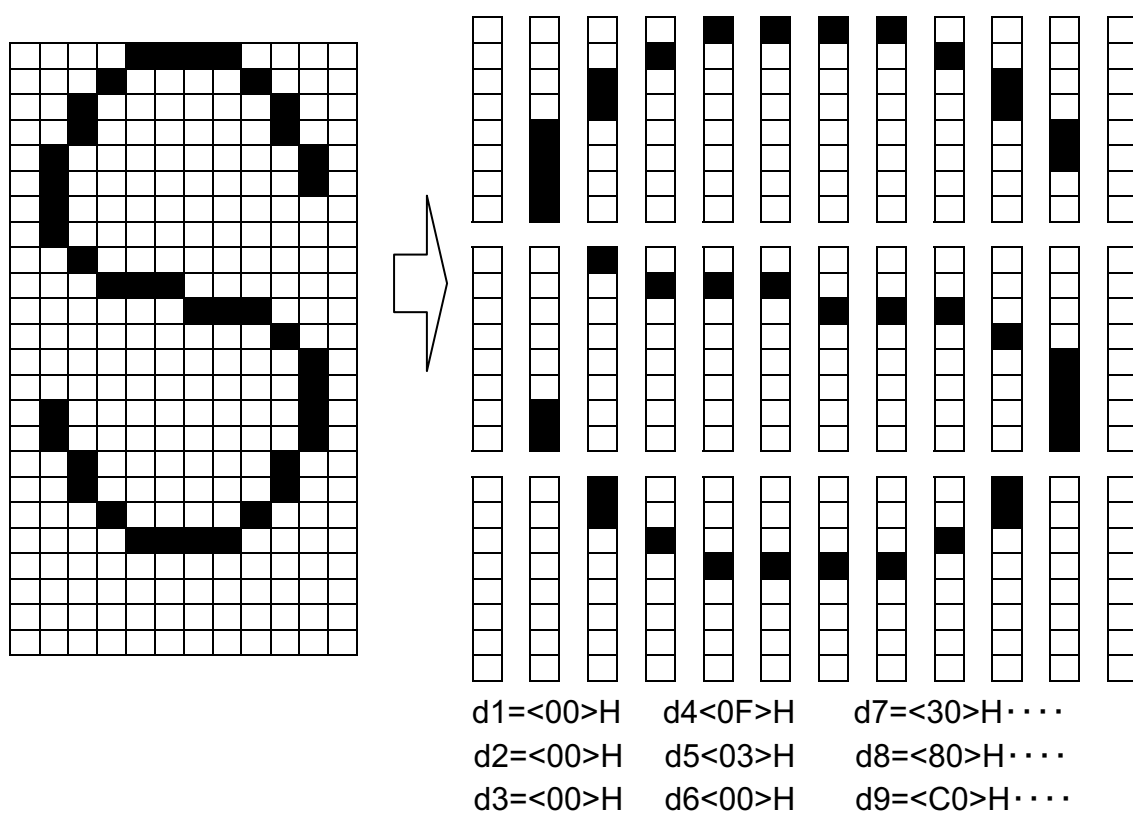 d1=<00>H d4<0F>H d7=<30>H････
d2=<00>H d5<03>H d8=<80>H････
d3=<00>H d6<00>H d9=<C0>H････